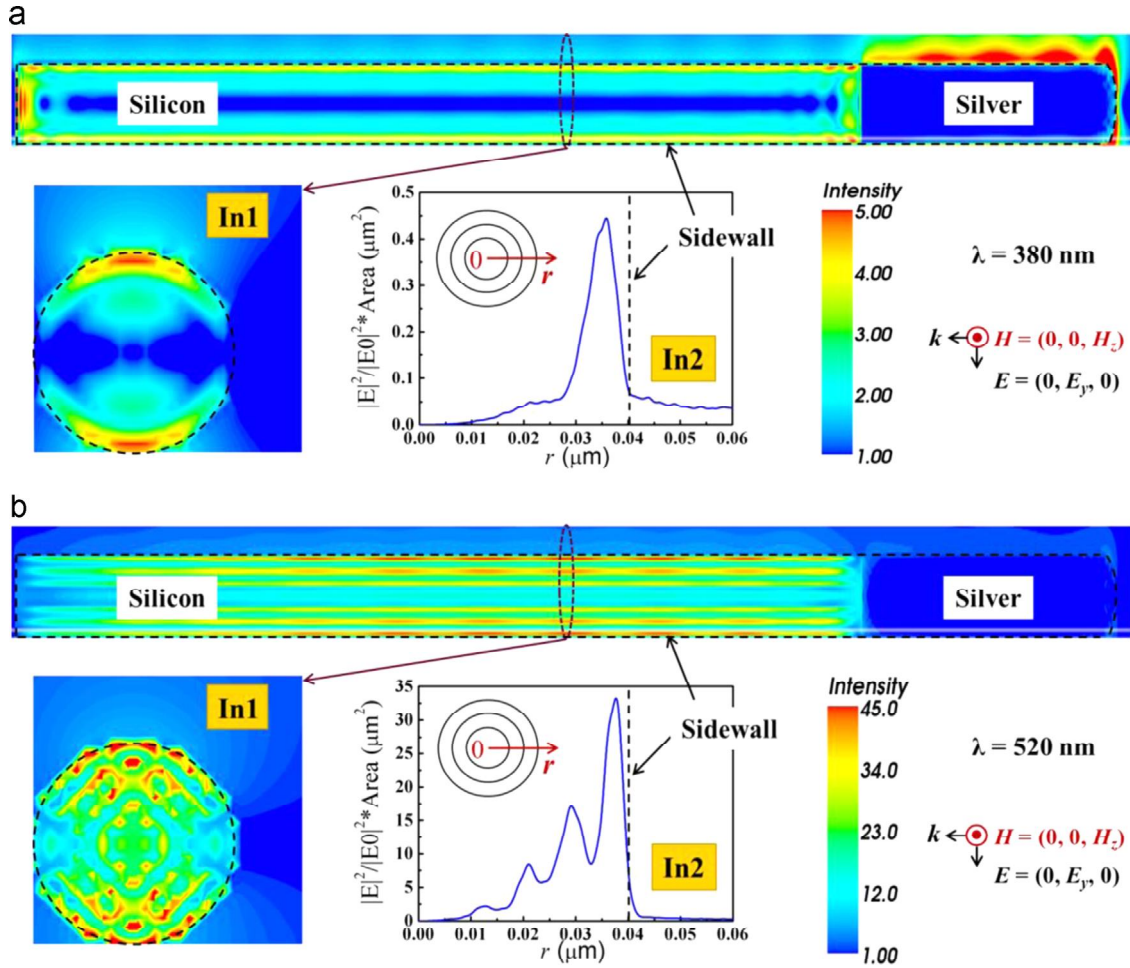 a
Silicon
Silver
In1
|E|²/|E0|²* Area (μm²)
0.5
0.4
0.3
0.2
0.1
0.0
0
r
Sidewall
In2
0.00 0.01 0.02 0.03 0.04 0.05 0.06
r (μm)
Intensity
5.00
4.00
3.00
2.00
1.00
λ = 380 nm
k
H = (0, 0, Hz)
E = (0, Ey, 0)
b
Silicon
Silver
In1
|E|²/|E0|²* Area (μm²)
35
30
25
20
15
10
5
0
0
r
Sidewall
In2
0.00 0.01 0.02 0.03 0.04 0.05 0.06
r (μm)
Intensity
45.0
34.0
23.0
12.0
1.00
λ = 520 nm
k
H = (0, 0, Hz)
E = (0, Ey, 0)